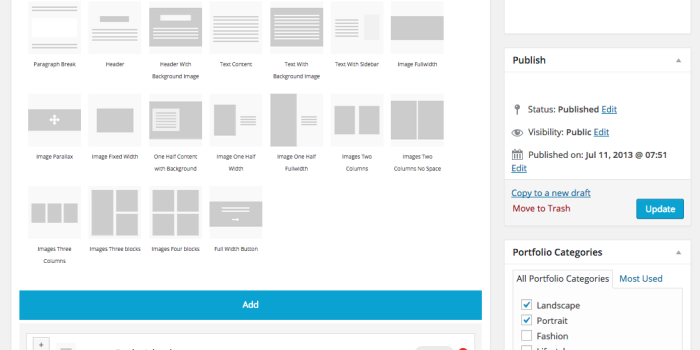 Paragraph Break
Header
Header With
Background Image
Text Content
Text With
Background Image
Text With Sidebar
Image Fullwidth
Image Parallax
Image Fixed Width
One Half Content
with Background
Image One Half
Width
Image One Half
Fullwidth
Images Two
Columns
Images Two
Columns No Space
Images Three
Columns
Images Three blocks
Images Four blocks
Full Width Button
Add
Publish
Status: Published Edit
Visibility: Public Edit
Published on: Jul 11, 2013 @ 07:51
Edit
Copy to a new draft
Move to Trash
Update
Portfolio Categories
All Portfolio Categories
Most Used
Landscape
Portrait
Fashion